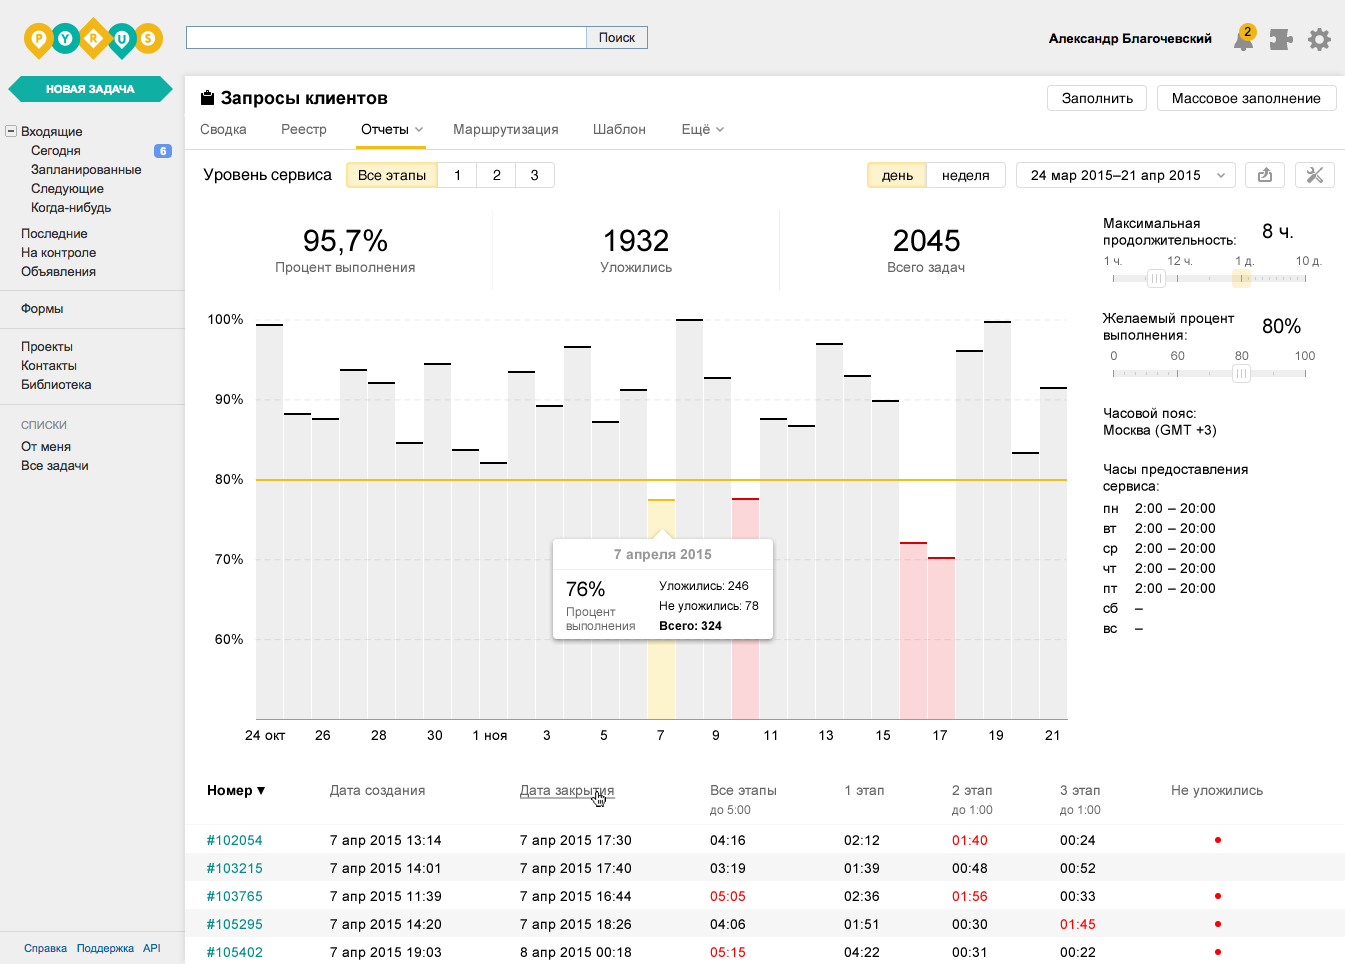 PYRUS
Поиск
Александр Благочевский
2
НОВАЯ ЗАДАЧА
Входящие
Сегодня 6
Запланированные
Следующие
Когда-нибудь
Последние
На контроле
Объявления
Формы
Проекты
Контакты
Библиотека
СПИСКИ
От меня
Все задачи
Справка Поддержка API
Запросы клиентов
Заполнить Массовое заполнение
Сводка Реестр Отчеты Маршрутизация Шаблон Ещё
Уровень сервиса Все этапы 1 2 3 день неделя 24 мар 2015–21 апр 2015
95,7% 1932 2045
Процент выполнения Уложились Всего задач
100%
90%
80%
70%
60%
7 апреля 2015
76%
Процент
выполнения
Уложились: 246
Не уложились: 78
Всего: 324
24 окт 26 28 30 1 ноя 3 5 7 9 11 13 15 17 19 21
Максимальная
продолжительность: 8 ч.
1 ч. 12 ч. 1 д. 10 д.
Желаемый процент
выполнения: 80%
0 60 80 100
Часовой пояс:
Москва (GMT +3)
Часы предоставления
сервиса:
пн 2:00 – 20:00
вт 2:00 – 20:00
ср 2:00 – 20:00
чт 2:00 – 20:00
пт 2:00 – 20:00
сб –
вс –
Номер ▼ Дата создания Дата закрытия Все этапы 1 этап 2 этап 3 этап Не уложились
до 5:00 до 1:00 до 1:00
#102054 7 апр 2015 13:14 7 апр 2015 17:30 04:16 02:12 01:40 00:24
#103215 7 апр 2015 14:01 7 апр 2015 17:40 03:19 01:39 00:48 00:52
#103765 7 апр 2015 11:39 7 апр 2015 16:44 05:05 02:36 01:56 00:33
#105295 7 апр 2015 14:20 7 апр 2015 18:26 04:06 01:51 00:30 01:45
#105402 7 апр 2015 19:03 8 апр 2015 00:18 05:15 04:22 00:31 00:22